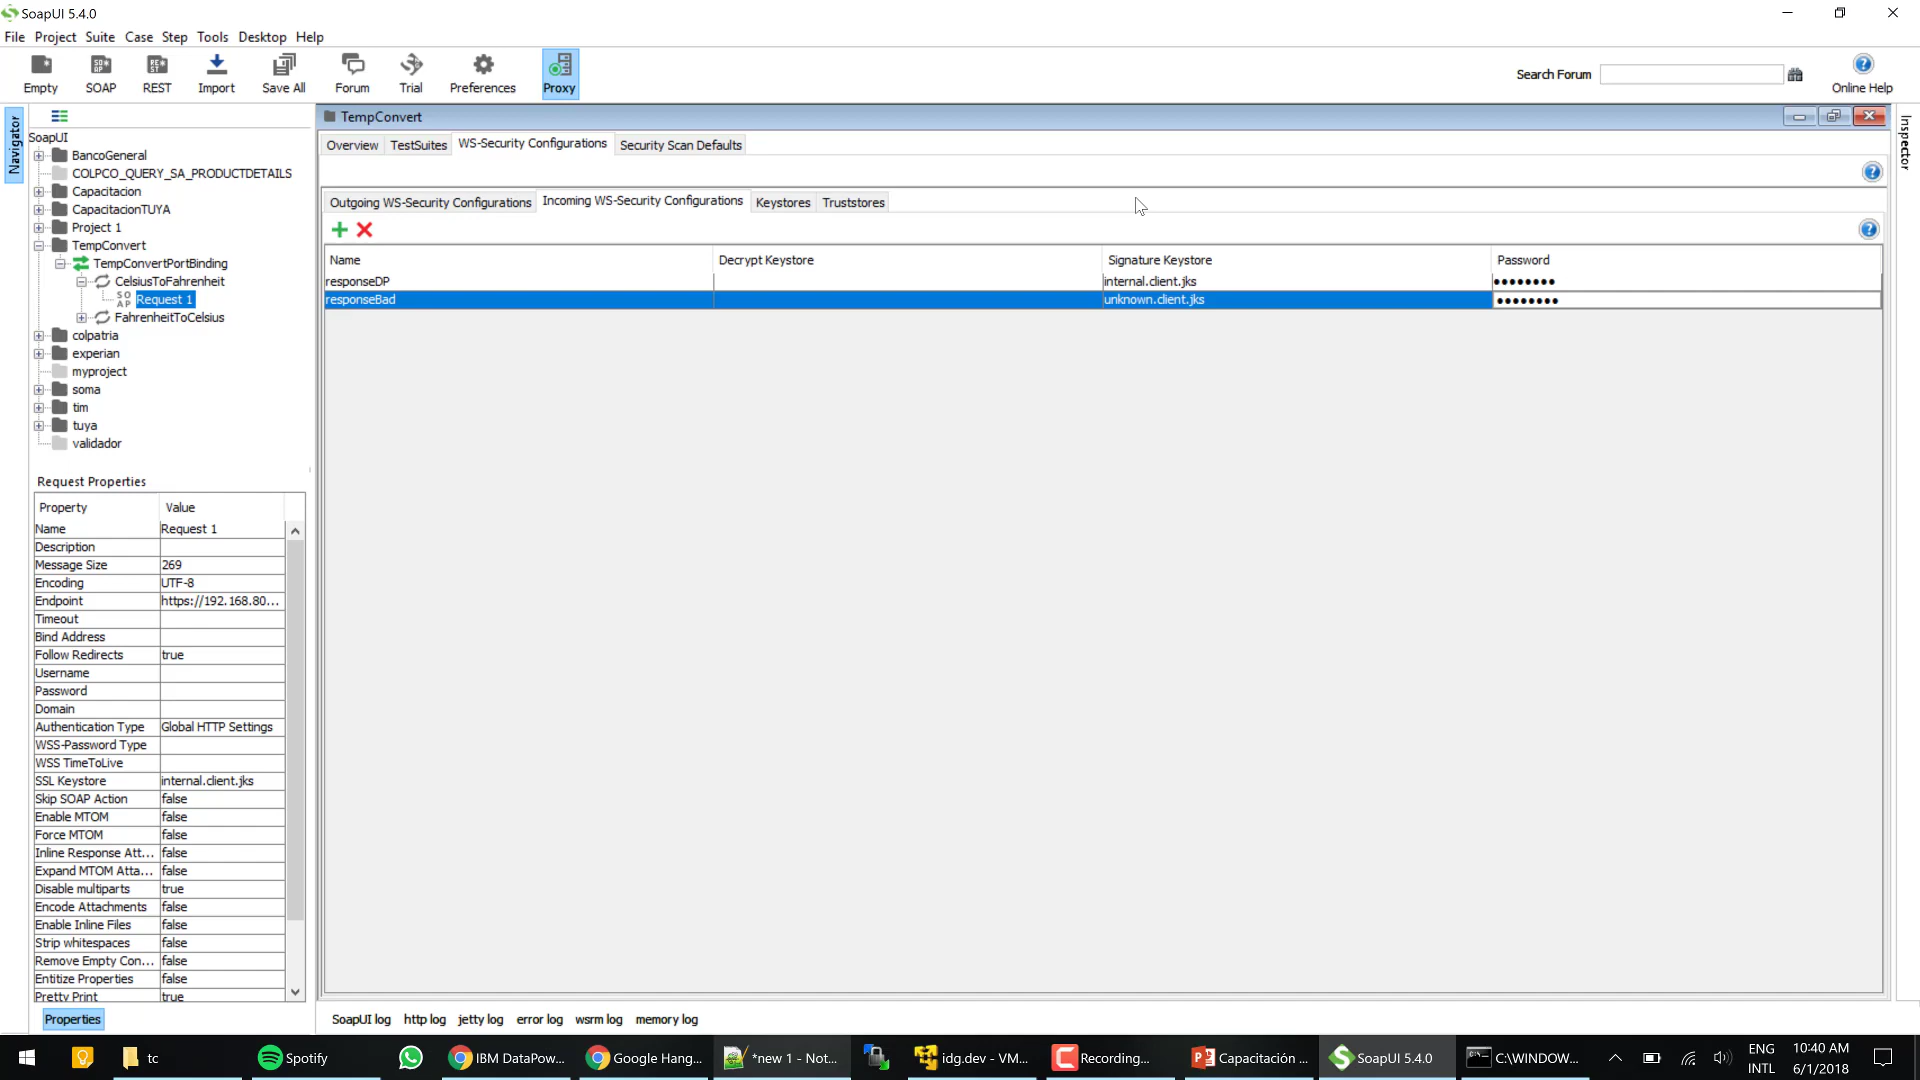 SoapUI 5.4.0
File Project Suite Case Step Tools Desktop Help
Empty SOAP REST Import Save All Forum Trial Preferences Proxy Search Forum Online Help
Navigator
Inspector
TempConvert
Overview TestSuites WS-Security Configurations Security Scan Defaults
Outgoing WS-Security Configurations Incoming WS-Security Configurations Keystores Truststores
Name Decrypt Keystore Signature Keystore Password
responseDP internal.client.jks ●●●●●●●●
responseBad unknown.client.jks ●●●●●●●●
SoapUI
BancoGeneral
COLPCO_QUERY_SA_PRODUCTDETAILS
Capacitacion
CapacitacionTUYA
Project 1
TempConvert
TempConvertPortBinding
CelsiusToFahrenheit
Request 1
FahrenheitToCelsius
colpatria
experian
myproject
soma
tim
tuya
validador
Request Properties
Property Value
Name Request 1
Description
Message Size 269
Encoding UTF-8
Endpoint https://192.168.80...
Timeout
Bind Address
Follow Redirects true
Username
Password
Domain
Authentication Type Global HTTP Settings
WSS-Password Type
WSS TimeToLive
SSL Keystore internal.client.jks
Skip SOAP Action false
Enable MTOM false
Force MTOM false
Inline Response Att... false
Expand MTOM Atta... false
Disable multiparts true
Encode Attachments false
Enable Inline Files false
Strip whitespaces false
Remove Empty Con... false
Entitize Properties false
Pretty Print true
Properties
SoapUI log http log jetty log error log wsrm log memory log
tc Spotify IBM DataPow... Google Hang... *new 1 - Not... idg.dev - VM... Recording... Capacitación ... SoapUI 5.4.0 C:\WINDOW...
ENG 10:40 AM
INTL 6/1/2018